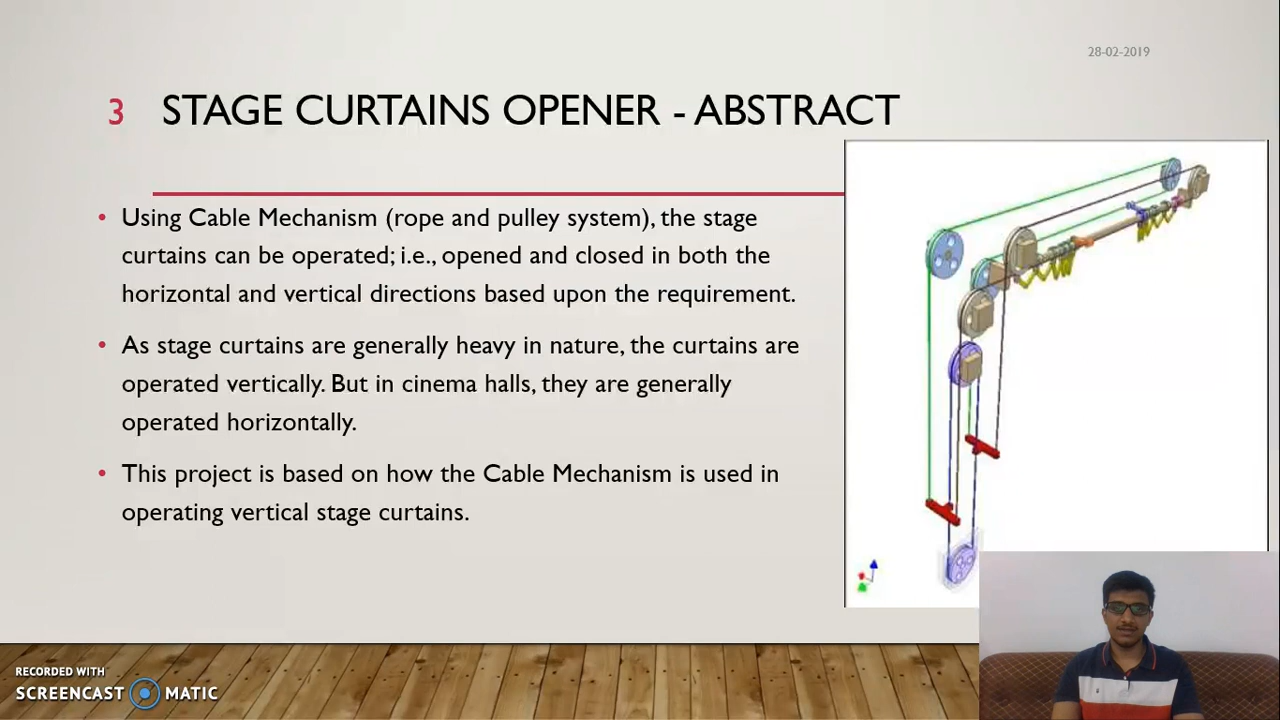 28-02-2019
3 STAGE CURTAINS OPENER - ABSTRACT
• Using Cable Mechanism (rope and pulley system), the stage
curtains can be operated; i.e., opened and closed in both the
horizontal and vertical directions based upon the requirement.
• As stage curtains are generally heavy in nature, the curtains are
operated vertically. But in cinema halls, they are generally
operated horizontally.
• This project is based on how the Cable Mechanism is used in
operating vertical stage curtains.
RECORDED WITH
SCREENCAST MATIC